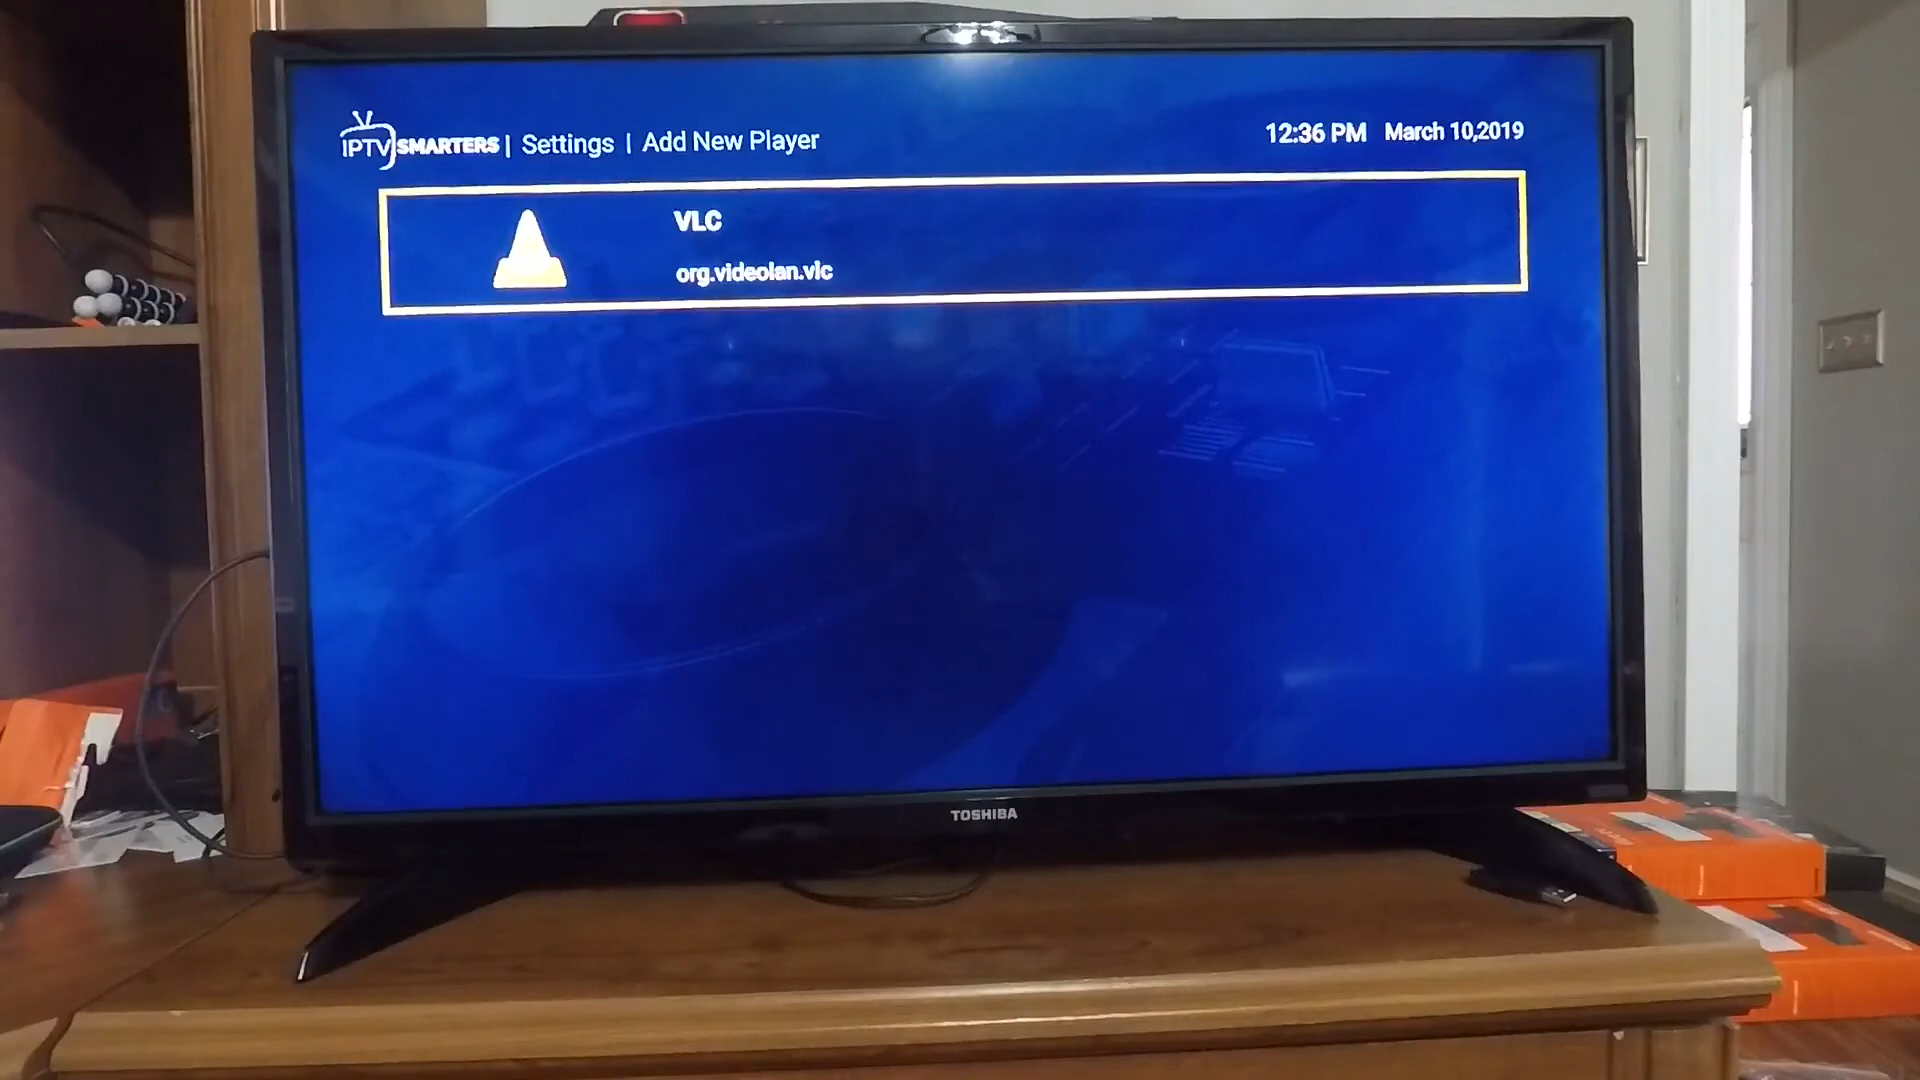 IPTV SMARTERS | Settings | Add New Player
12:36 PM March 10,2019
VLC
org.videolan.vlc
TOSHIBA